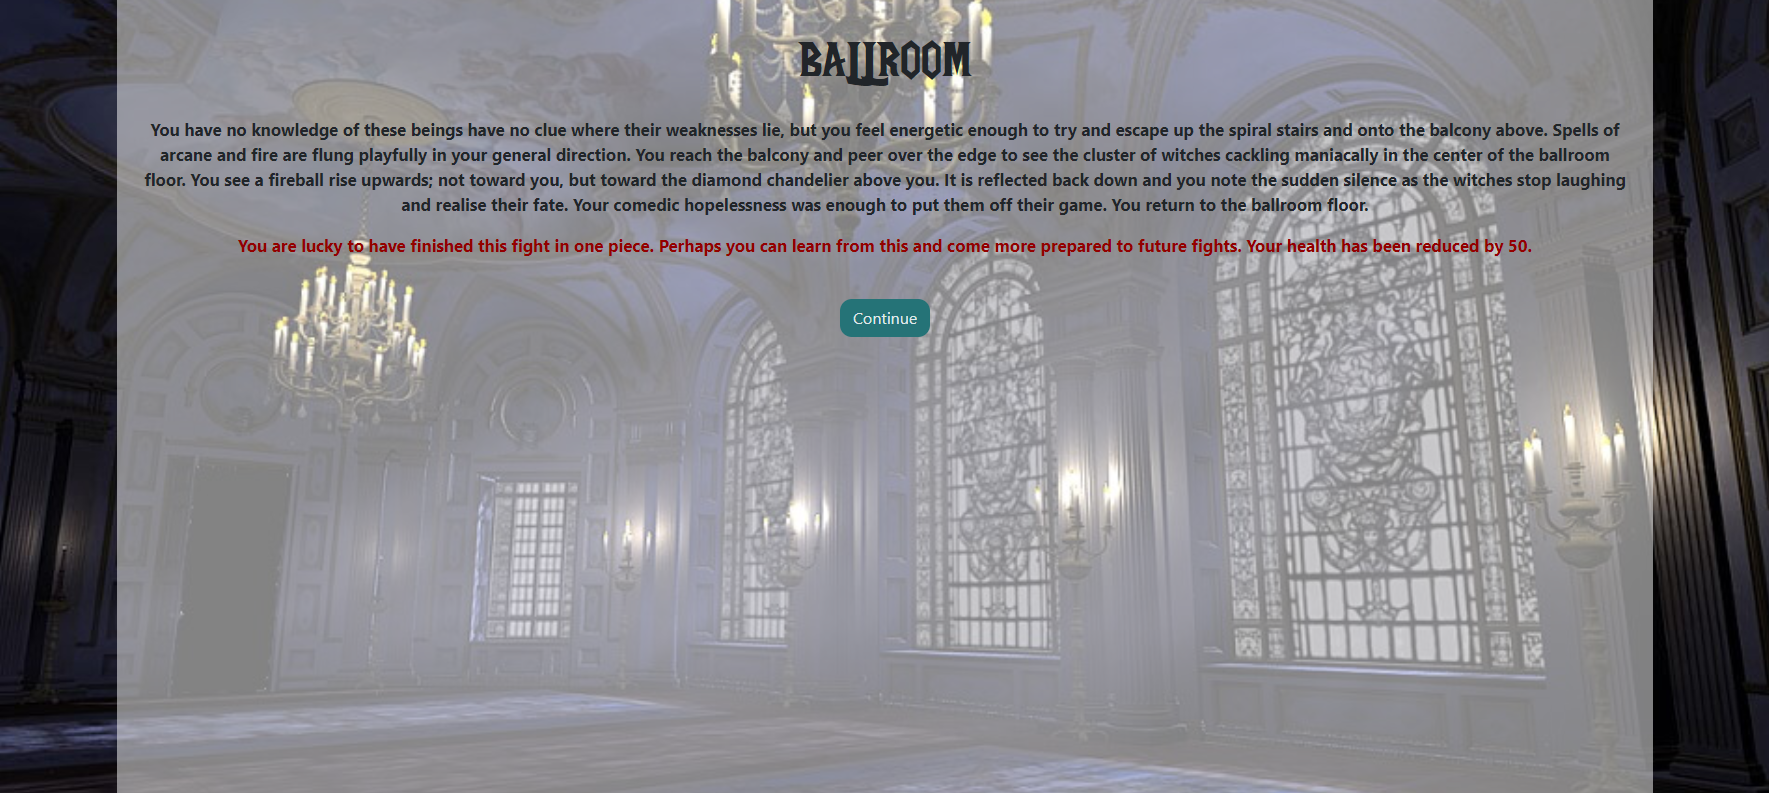 BALLROOM
You have no knowledge of these beings have no clue where their weaknesses lie, but you feel energetic enough to try and escape up the spiral stairs and onto the balcony above. Spells of
arcane and fire are flung playfully in your general direction. You reach the balcony and peer over the edge to see the cluster of witches cackling maniacally in the center of the ballroom
floor. You see a fireball rise upwards; not toward you, but toward the diamond chandelier above you. It is reflected back down and you note the sudden silence as the witches stop laughing
and realise their fate. Your comedic hopelessness was enough to put them off their game. You return to the ballroom floor.
You are lucky to have finished this fight in one piece. Perhaps you can learn from this and come more prepared to future fights. Your health has been reduced by 50.
Continue